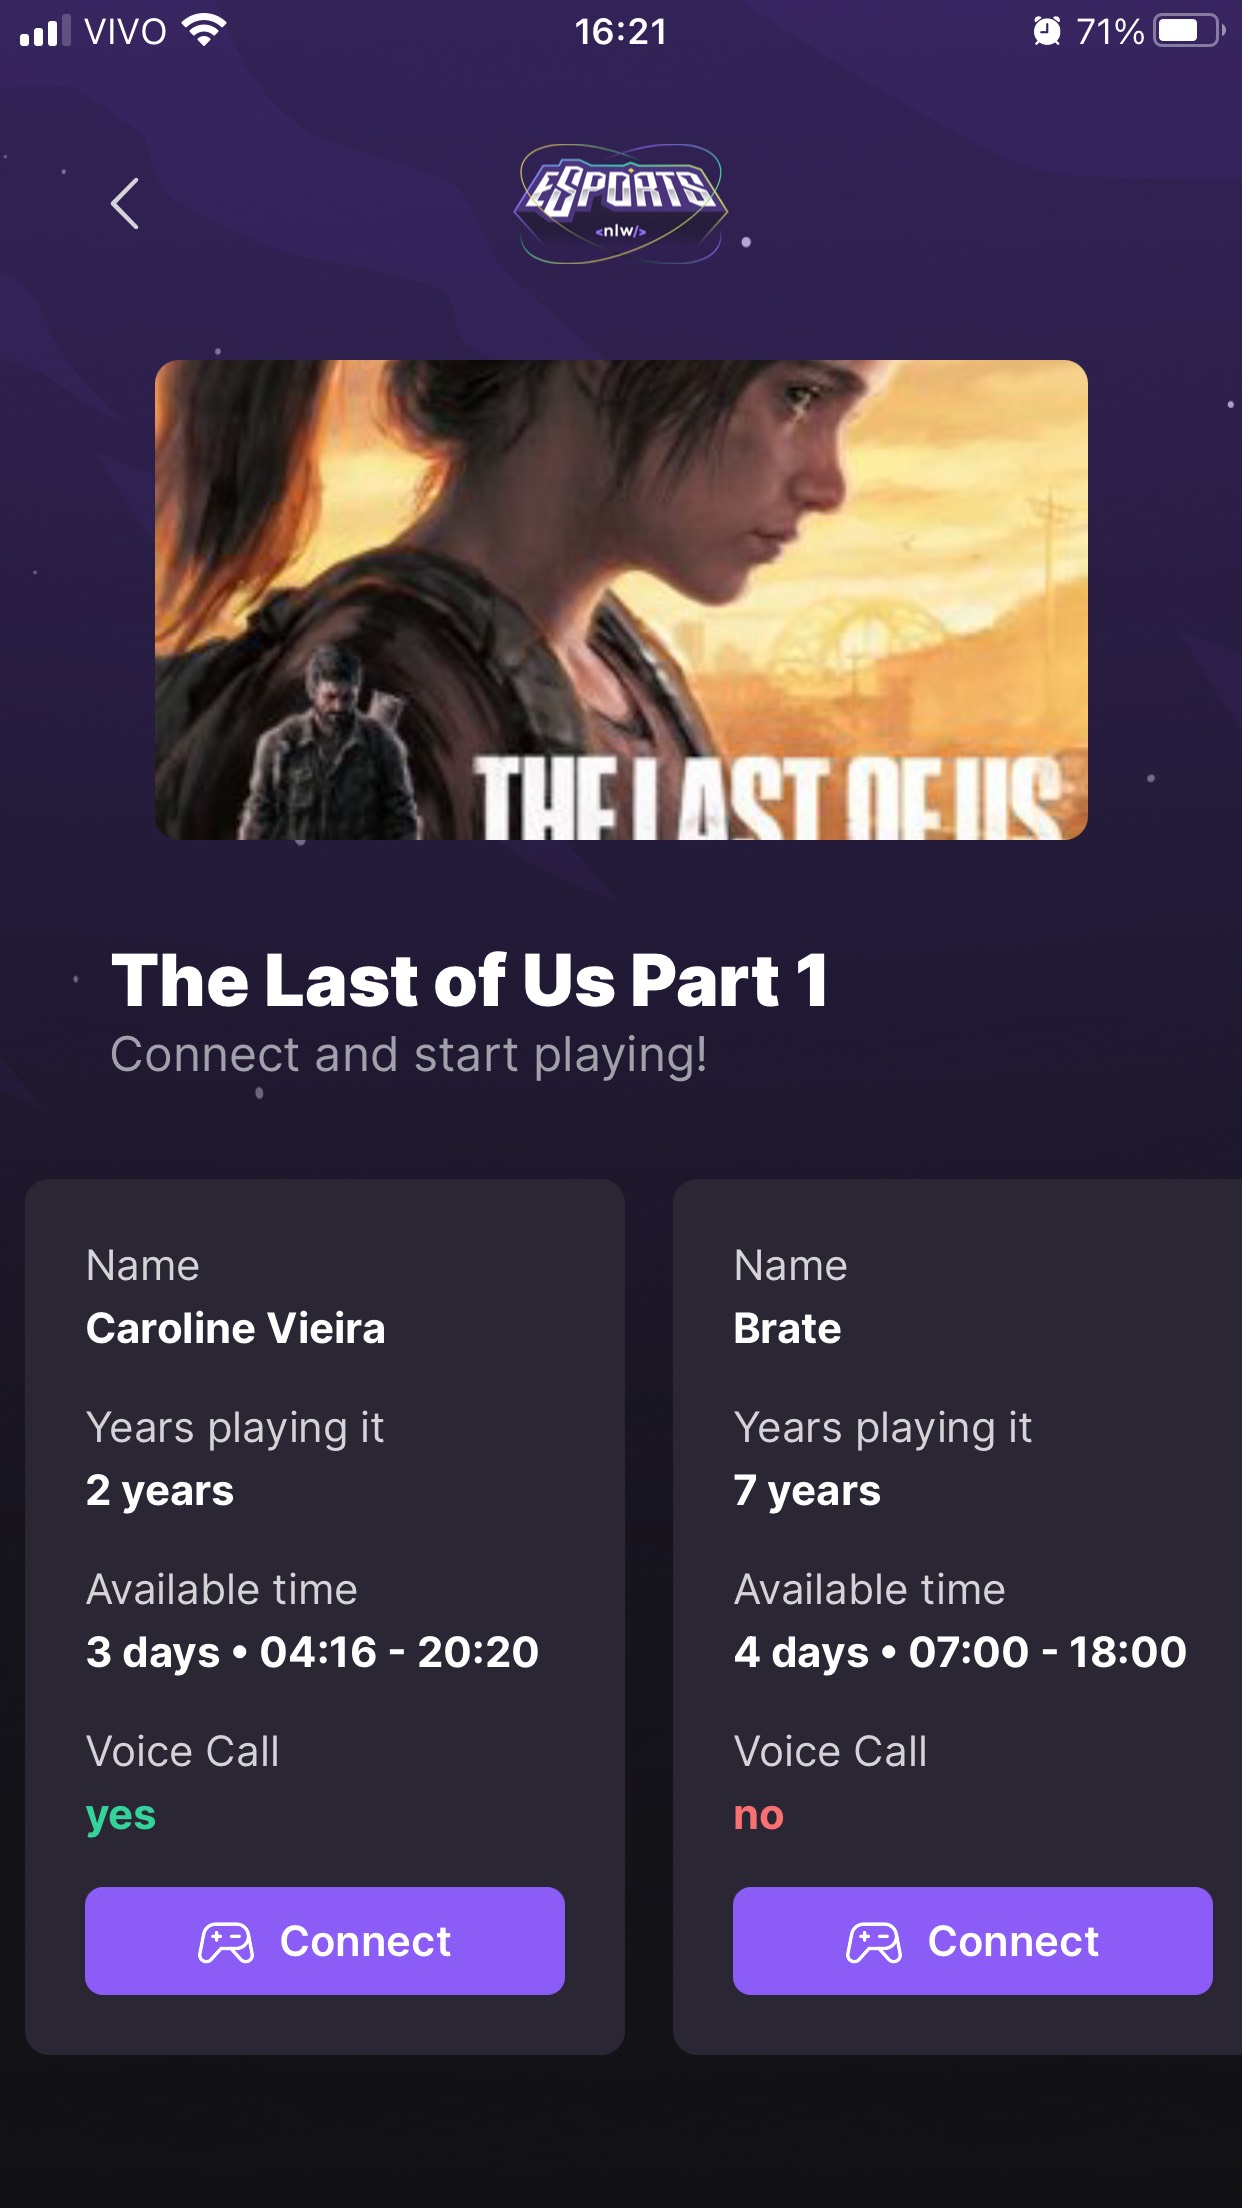 VIVO 16:21 71%
ESPORTS
<nlw/>
THE LAST OF US
The Last of Us Part 1
Connect and start playing!
Name
Caroline Vieira
Years playing it
2 years
Available time
3 days • 04:16 - 20:20
Voice Call
yes
Connect
Name
Brate
Years playing it
7 years
Available time
4 days • 07:00 - 18:00
Voice Call
no
Connect